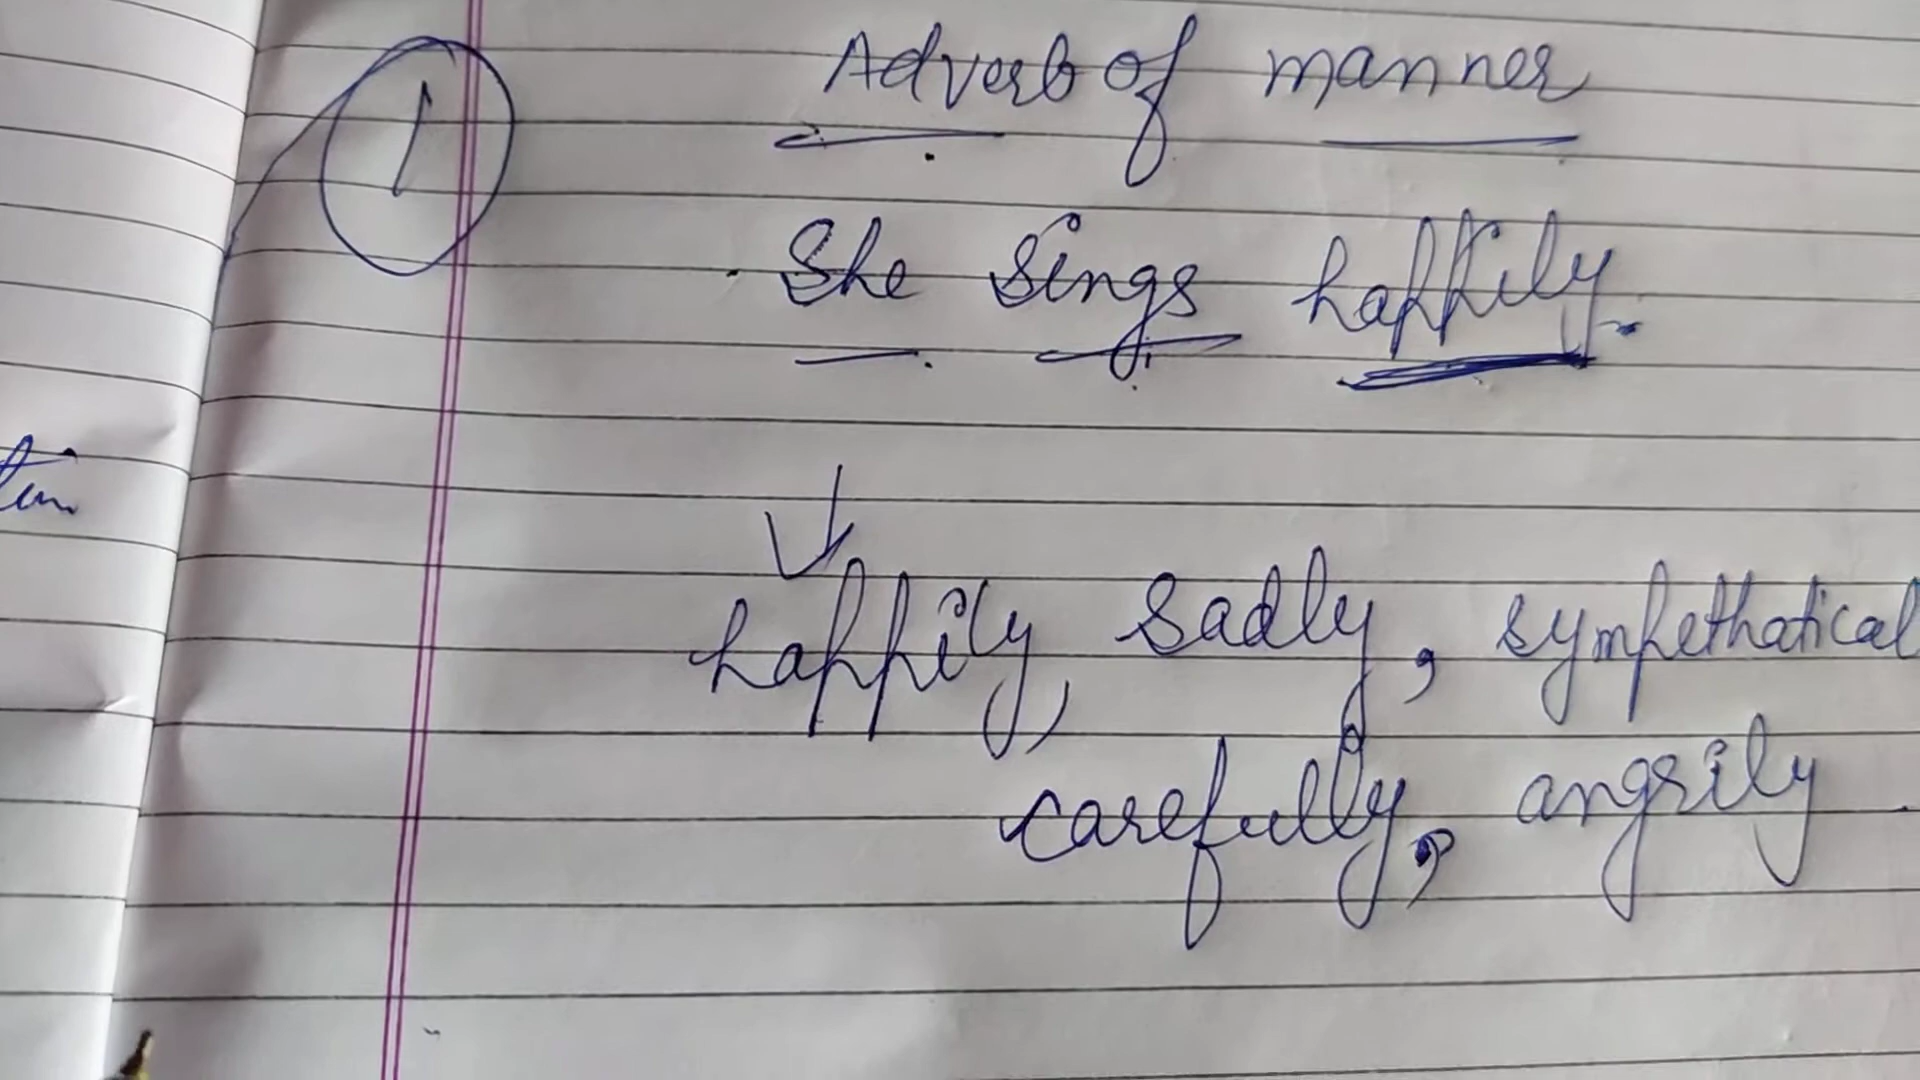 1
Adverb of manner
She sings happily.
happily, sadly, sympethatical
carefully, angrily